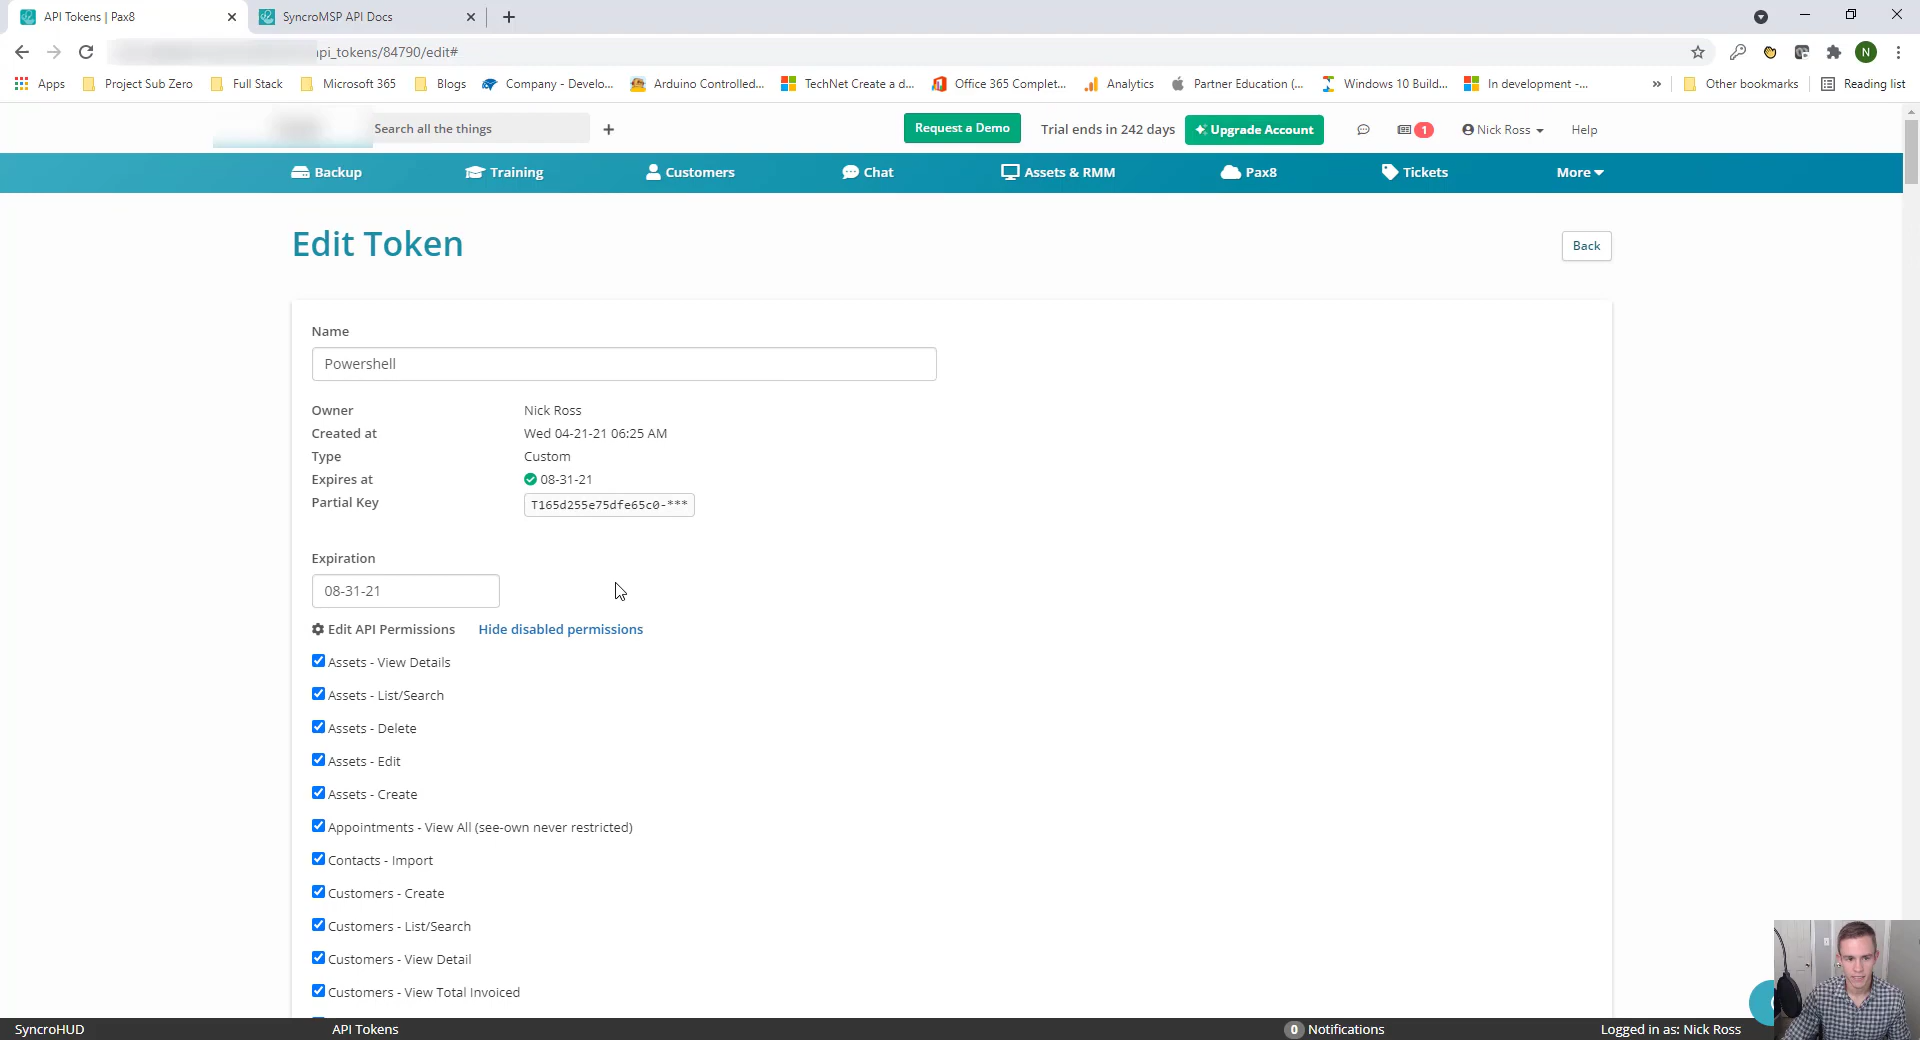 API Tokens | Pax8
SyncroMSP API Docs
api_tokens/84790/edit#
N
Apps
Project Sub Zero
Full Stack
Microsoft 365
Blogs
Company - Develo...
Arduino Controlled...
TechNet Create a d...
Office 365 Complet...
Analytics
Partner Education (...
Windows 10 Build...
In development -...
»
Other bookmarks
Reading list
Search all the things
Request a Demo
Trial ends in 242 days
Upgrade Account
1
Nick Ross
Help
Backup
Training
Customers
Chat
Assets & RMM
Pax8
Tickets
More
Edit Token
Back
Name
Powershell
Owner Nick Ross
Created at Wed 04-21-21 06:25 AM
Type Custom
Expires at 08-31-21
Partial Key T165d255e75dfe65c0-***
Expiration
08-31-21
Edit API Permissions Hide disabled permissions
Assets - View Details
Assets - List/Search
Assets - Delete
Assets - Edit
Assets - Create
Appointments - View All (see-own never restricted)
Contacts - Import
Customers - Create
Customers - List/Search
Customers - View Detail
Customers - View Total Invoiced
SyncroHUD
API Tokens
0 Notifications
Logged in as: Nick Ross